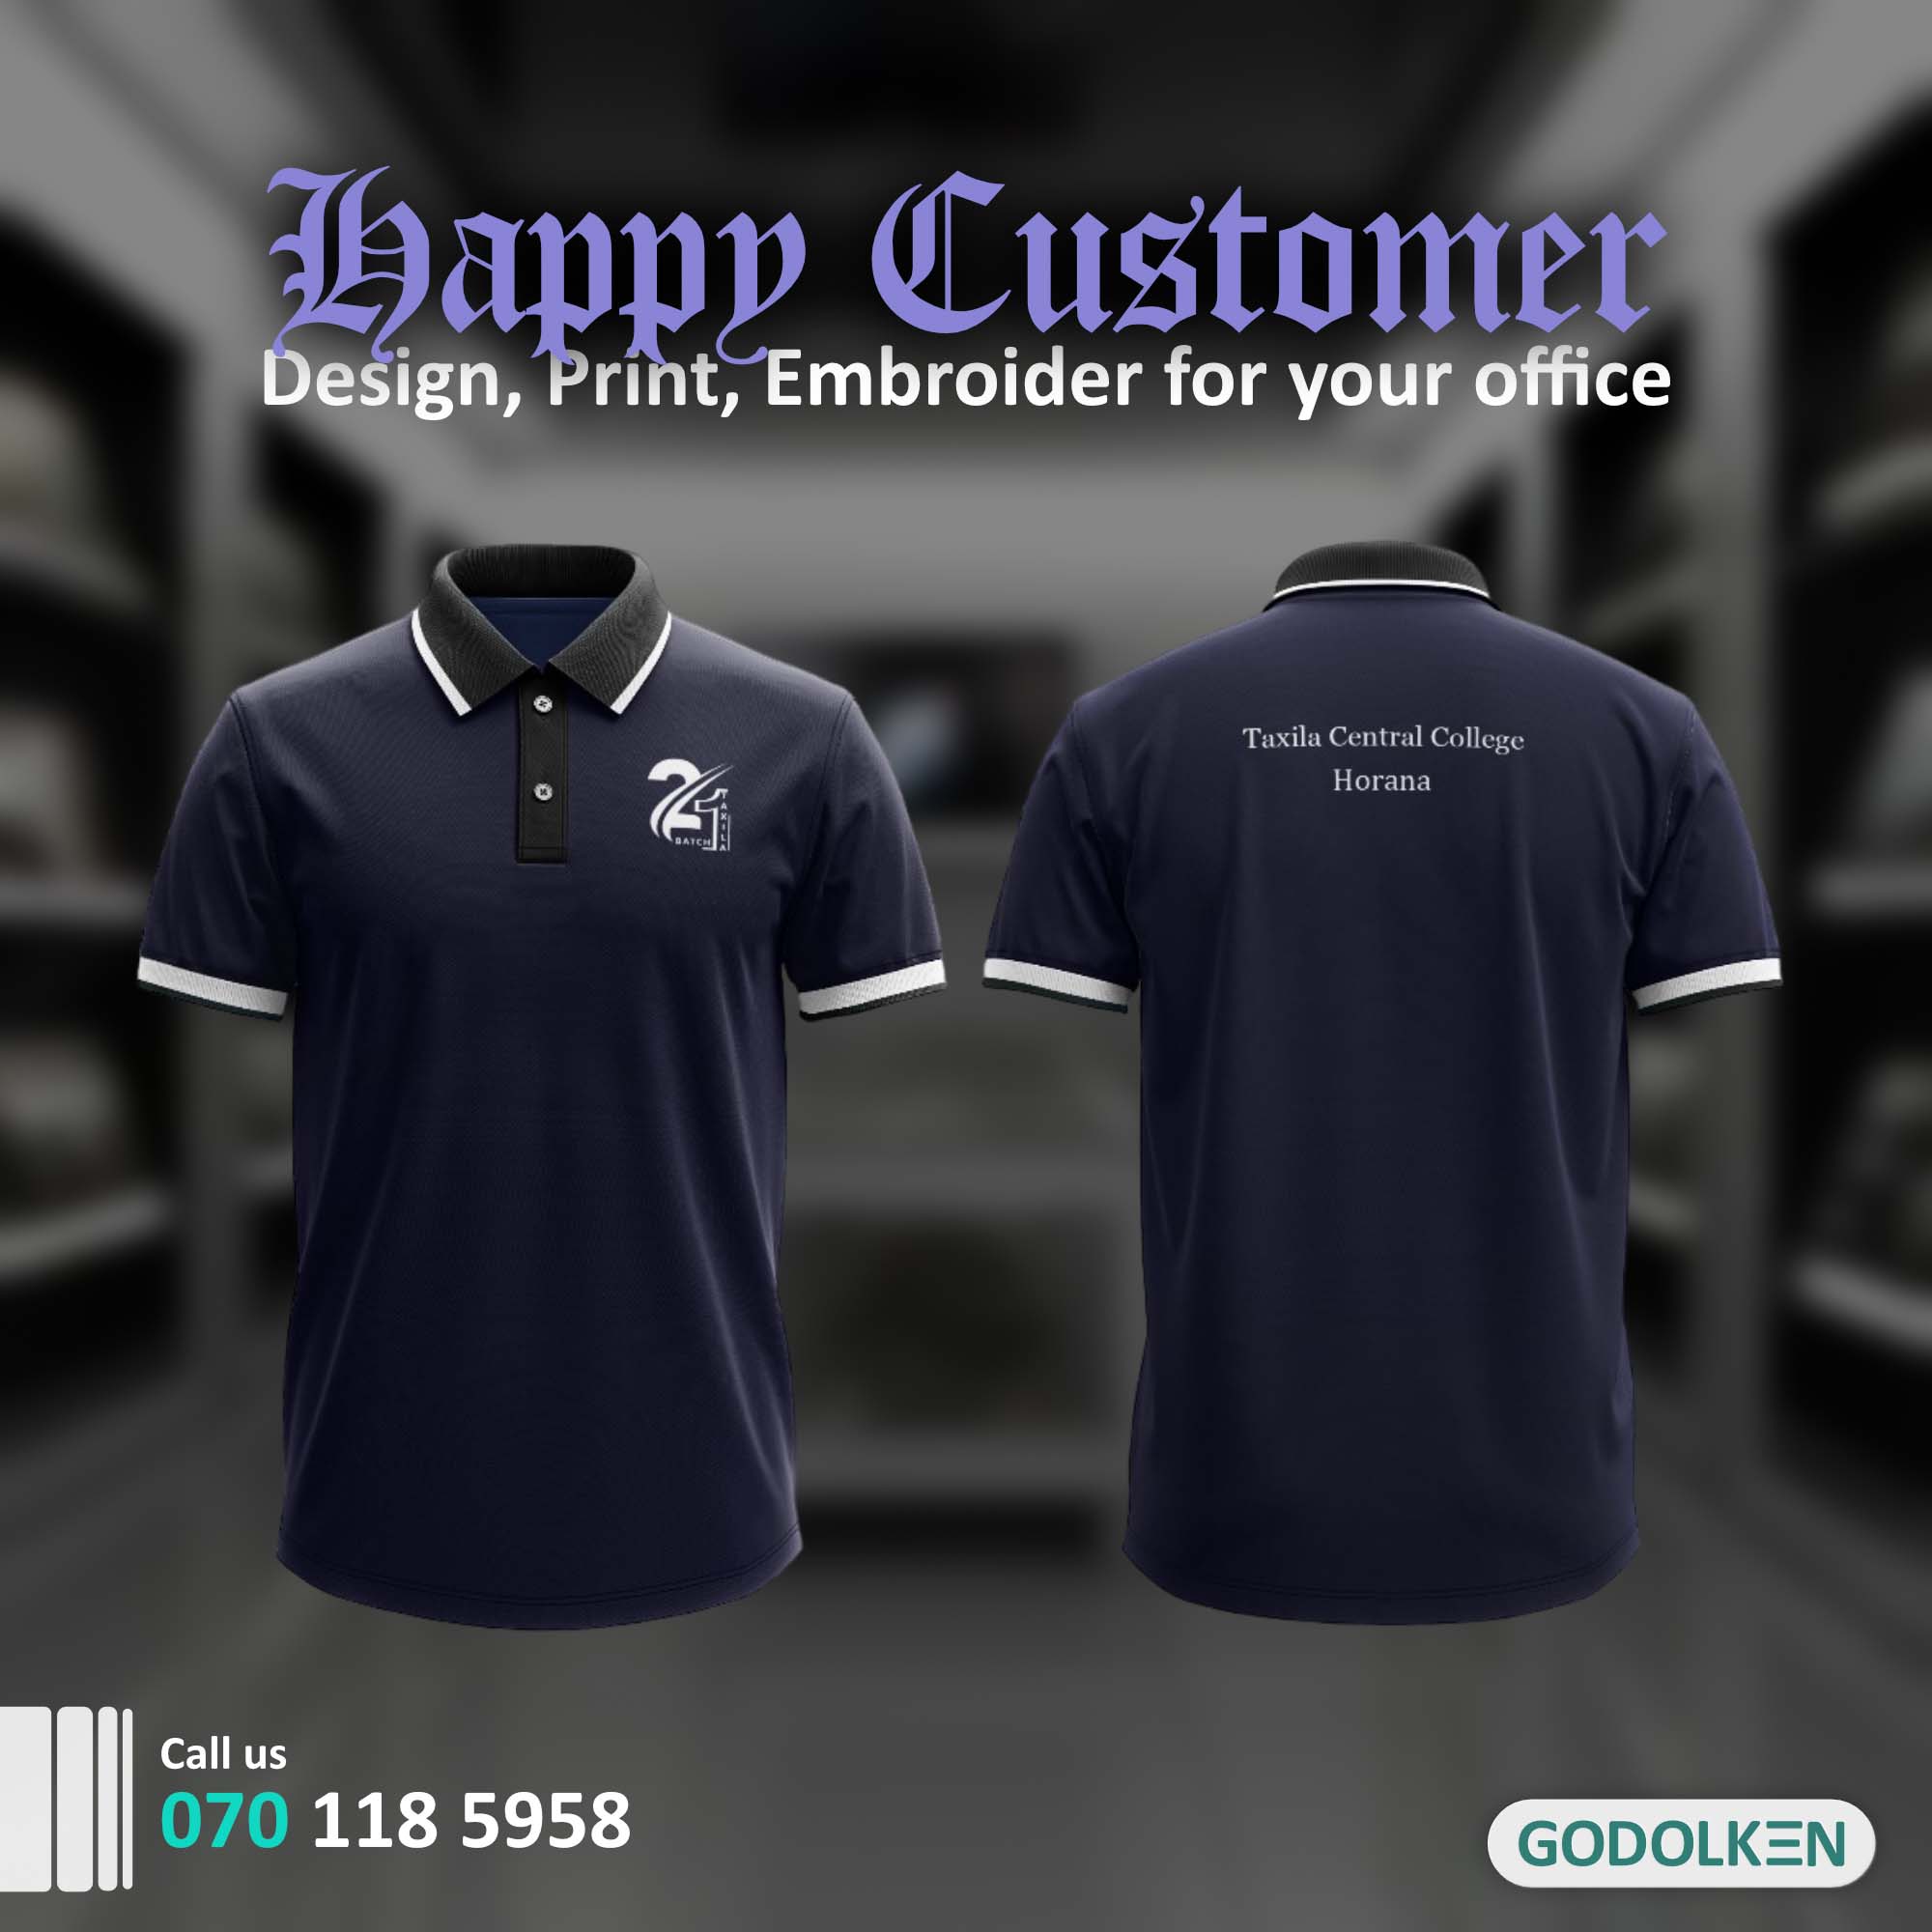 Happy Customer
Design, Print, Embroider for your office
21
BATCH
TAXILA
Taxila Central College
Horana
Call us
070 118 5958
GODOLKEN